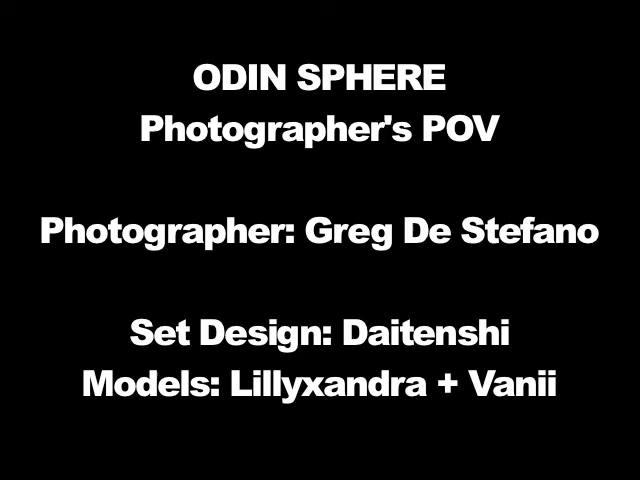 ODIN SPHERE
Photographer's POV
Photographer: Greg De Stefano
Set Design: Daitenshi
Models: Lillyxandra + Vanii